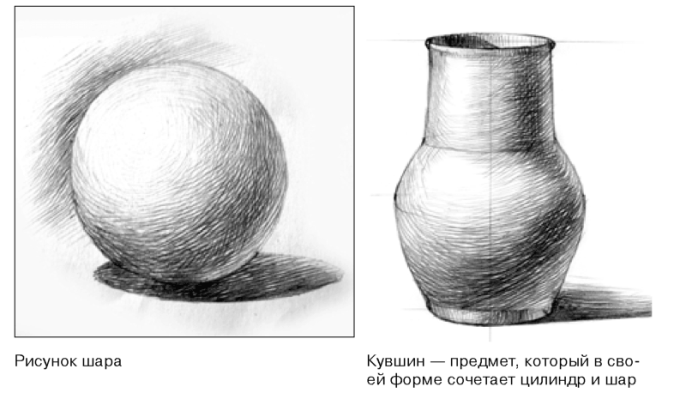 Рисунок шара
Кувшин — предмет, который в сво-
ей форме сочетает цилиндр и шар